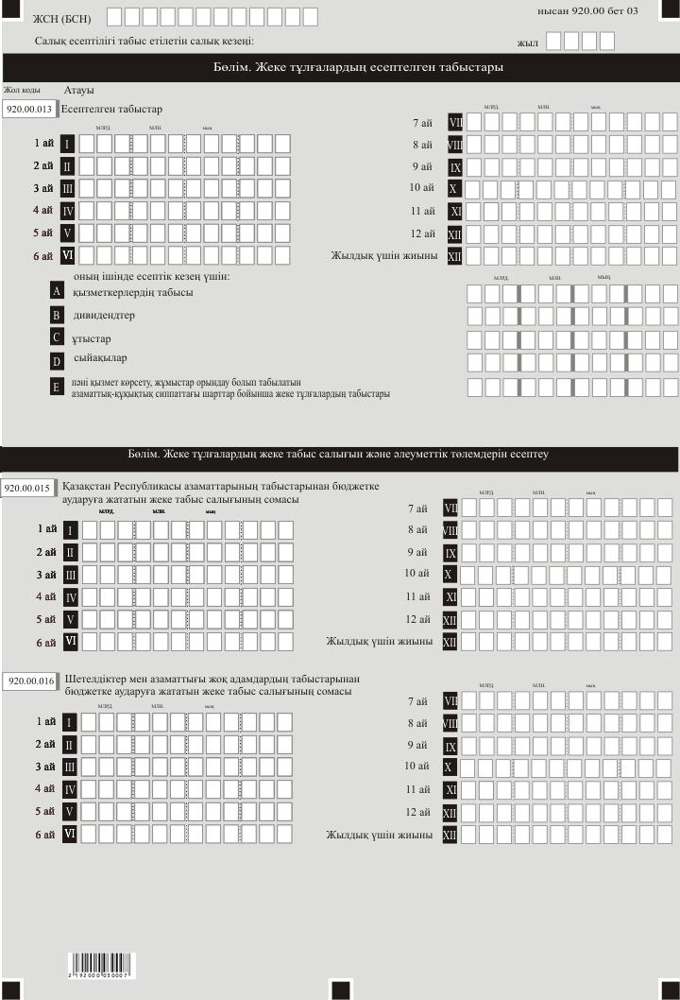 ЖСН (БСН)
нысан 920.00 бет 03
Салық есептілігі табыс етілетін салық кезеңі:
жыл
Бөлім. Жеке тұлғалардың есептелген табыстары
Жол коды Атауы
920.00.013 Есептелген табыстар
МЛРД. МЛН. мың
1 ай I
2 ай II
3 ай III
4 ай IV
5 ай V
6 ай VI
МЛРД. МЛН. мың
7 ай VII
8 ай VIII
9 ай IX
10 ай X
11 ай XI
12 ай XII
Жылдық үшін жиыны XII
оның ішінде есептік кезең үшін:
МЛРД. МЛН. МЫҢ
A қызметкерлердің табысы
B дивидендтер
C ұтыстар
D сыйақылар
E пәні қызмет көрсету, жұмыстар орындау болып табылатын
азаматтық-құқықтық сиппаттағы шарттар бойынша жеке тұлғалардың табыстары
Бөлім. Жеке тұлғалардың жеке табыс салығын және әлеуметтік төлемдерін есептеу
920.00.015 Қазақстан Республикасы азаматтарының табыстарынан бюджетке
аударуға жататын жеке табыс салығының сомасы
МЛРД. МЛН. мың
1 ай I
2 ай II
3 ай III
4 ай IV
5 ай V
6 ай VI
МЛРД. МЛН. мың
7 ай VII
8 ай VIII
9 ай IX
10 ай X
11 ай XI
12 ай XII
Жылдық үшін жиыны XII
920.00.016 Шетелдіктер мен азаматтығы жоқ адамдардың табыстарынан
бюджетке аударуға жататын жеке табыс салығының сомасы
МЛРД. МЛН. мың
1 ай I
2 ай II
3 ай III
4 ай IV
5 ай V
6 ай VI
МЛРД. МЛН. мың
7 ай VII
8 ай VIII
9 ай IX
10 ай X
11 ай XI
12 ай XII
Жылдық үшін жиыны XII
2 192000 030007